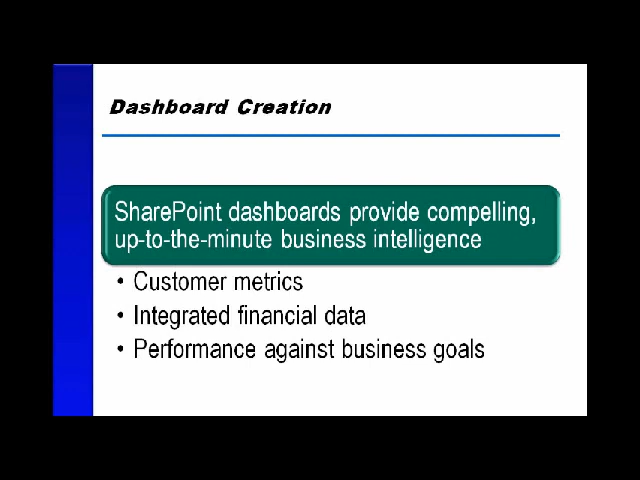 Dashboard Creation
SharePoint dashboards provide compelling,
up-to-the-minute business intelligence
• Customer metrics
• Integrated financial data
• Performance against business goals